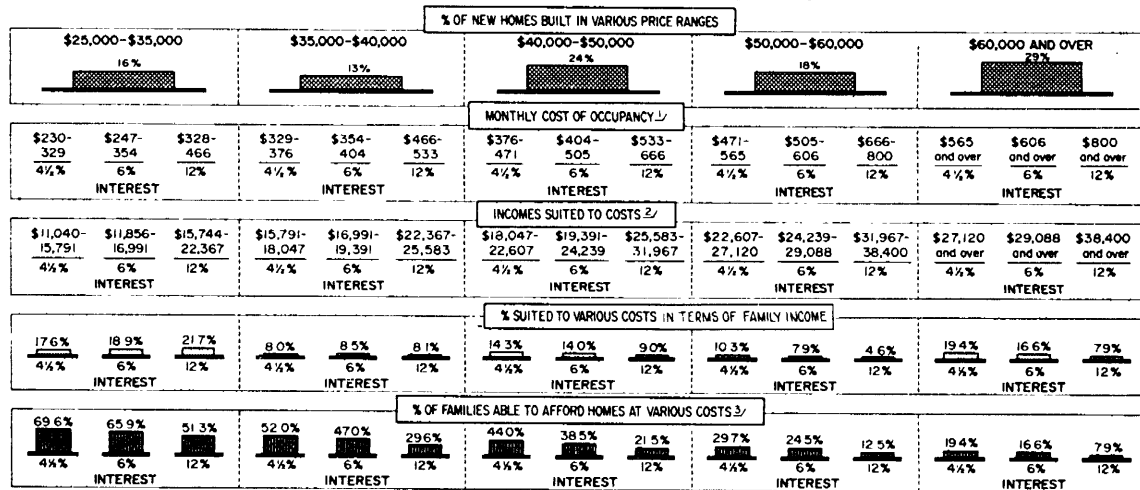 % OF NEW HOMES BUILT IN VARIOUS PRICE RANGES
$25,000-$35,000 $35,000-$40,000 $40,000-$50,000 $50,000-$60,000 $60,000 AND OVER
16% 13% 24% 18% 29%
MONTHLY COST OF OCCUPANCY 1/
$230- $247- $328- $329- $354- $466- $376- $404- $533- $471- $505- $666- $565 $606 $800
329 354 466 376 404 533 471 505 666 565 606 800 and over and over and over
4½% 6% 12% 4½% 6% 12% 4½% 6% 12% 4½% 6% 12% 4½% 6% 12%
INTEREST INTEREST INTEREST INTEREST INTEREST
INCOMES SUITED TO COSTS 2/
$11,040- $11,856- $15,744- $15,791- $16,991- $22,367- $18,047- $19,391- $25,583- $22,607- $24,239- $31,967- $27,120 $29,088 $38,400
15,791 16,991 22,367 18,047 19,391 25,583 22,607 24,239 31,967 27,120 29,088 38,400 and over and over and over
4½% 6% 12% 4½% 6% 12% 4½% 6% 12% 4½% 6% 12% 4½% 6% 12%
INTEREST INTEREST INTEREST INTEREST INTEREST
% SUITED TO VARIOUS COSTS IN TERMS OF FAMILY INCOME
17.6% 18.9% 21.7% 8.0% 8.5% 8.1% 14.3% 14.0% 9.0% 10.3% 7.9% 4.6% 19.4% 16.6% 7.9%
4½% 6% 12% 4½% 6% 12% 4½% 6% 12% 4½% 6% 12% 4½% 6% 12%
INTEREST INTEREST INTEREST INTEREST INTEREST
% OF FAMILIES ABLE TO AFFORD HOMES AT VARIOUS COSTS 3/
69.6% 65.9% 51.3% 52.0% 47.0% 29.6% 44.0% 38.5% 21.5% 29.7% 24.5% 12.5% 19.4% 16.6% 7.9%
4½% 6% 12% 4½% 6% 12% 4½% 6% 12% 4½% 6% 12% 4½% 6% 12%
INTEREST INTEREST INTEREST INTEREST INTEREST